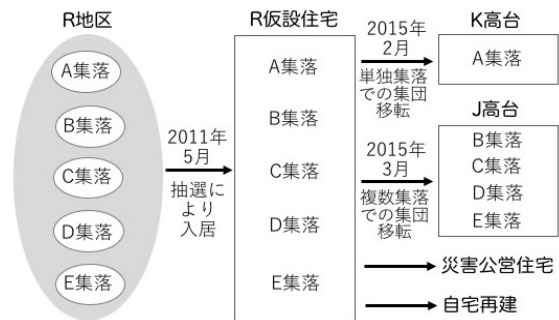 R地区
A集落
B集落
C集落
D集落
E集落
2011年
5月
抽選に
より
入居
R仮設住宅
A集落
B集落
C集落
D集落
E集落
2015年
2月
単独集落
での集団
移転
2015年
3月
複数集落
での集団
移転
K高台
A集落
J高台
B集落
C集落
D集落
E集落
災害公営住宅
自宅再建